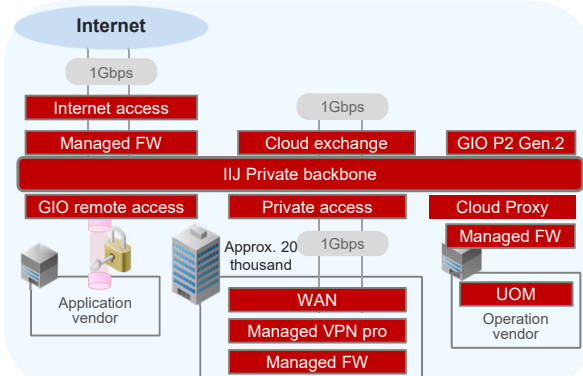 Internet
1Gbps
Internet access
1Gbps
Managed FW
Cloud exchange
GIO P2 Gen.2
IIJ Private backbone
GIO remote access
Private access
Cloud Proxy
Managed FW
Approx. 20
thousand
1Gbps
Application
vendor
WAN
Managed VPN pro
Managed FW
UOM
Operation
vendor